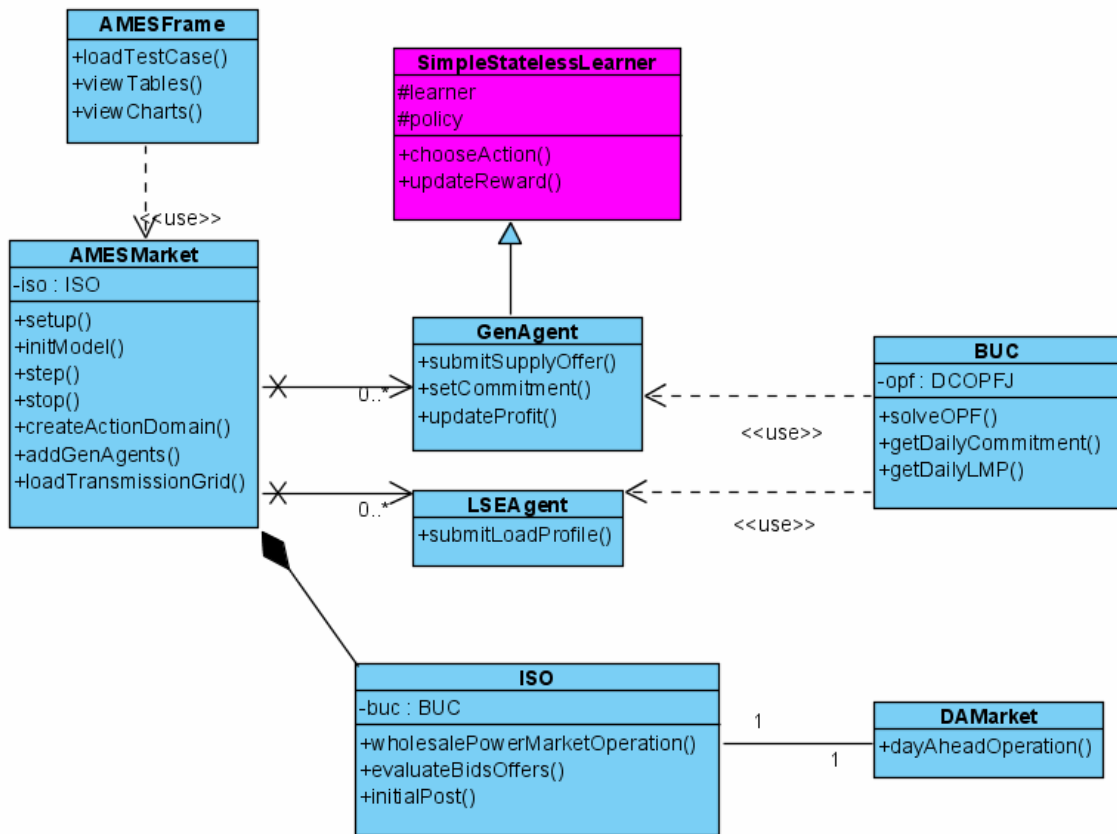 AMESFrame
+loadTestCase()
+viewTables()
+viewCharts()
SimpleStatelessLearner
#learner
#policy
+chooseAction()
+updateReward()
<<use>>
AMESMarket
-iso : ISO
+setup()
+initModel()
+step()
+stop()
+createActionDomain()
+addGenAgents()
+loadTransmissionGrid()
0..*
0..*
GenAgent
+submitSupplyOffer()
+setCommitment()
+updateProfit()
<<use>>
BUC
-opf : DCOPFJ
+solveOPF()
+getDailyCommitment()
+getDailyLMP()
LSEAgent
+submitLoadProfile()
<<use>>
ISO
-buc : BUC
+wholesalePowerMarketOperation()
+evaluateBidsOffers()
+initialPost()
1
1
DAMarket
+dayAheadOperation()